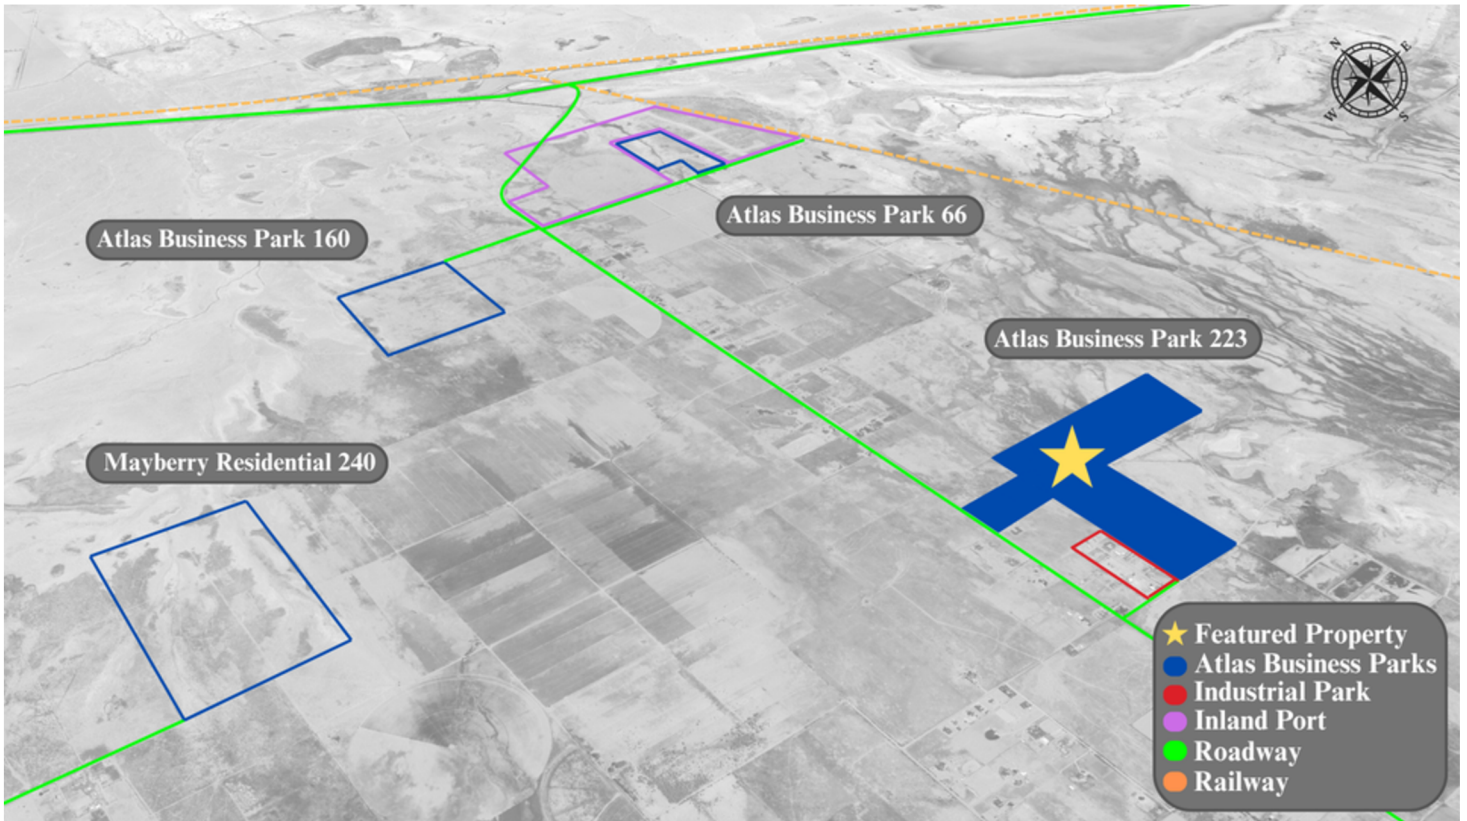 N
E
W
S
Atlas Business Park 66
Atlas Business Park 160
Atlas Business Park 223
Mayberry Residential 240
Featured Property
Atlas Business Parks
Industrial Park
Inland Port
Roadway
Railway